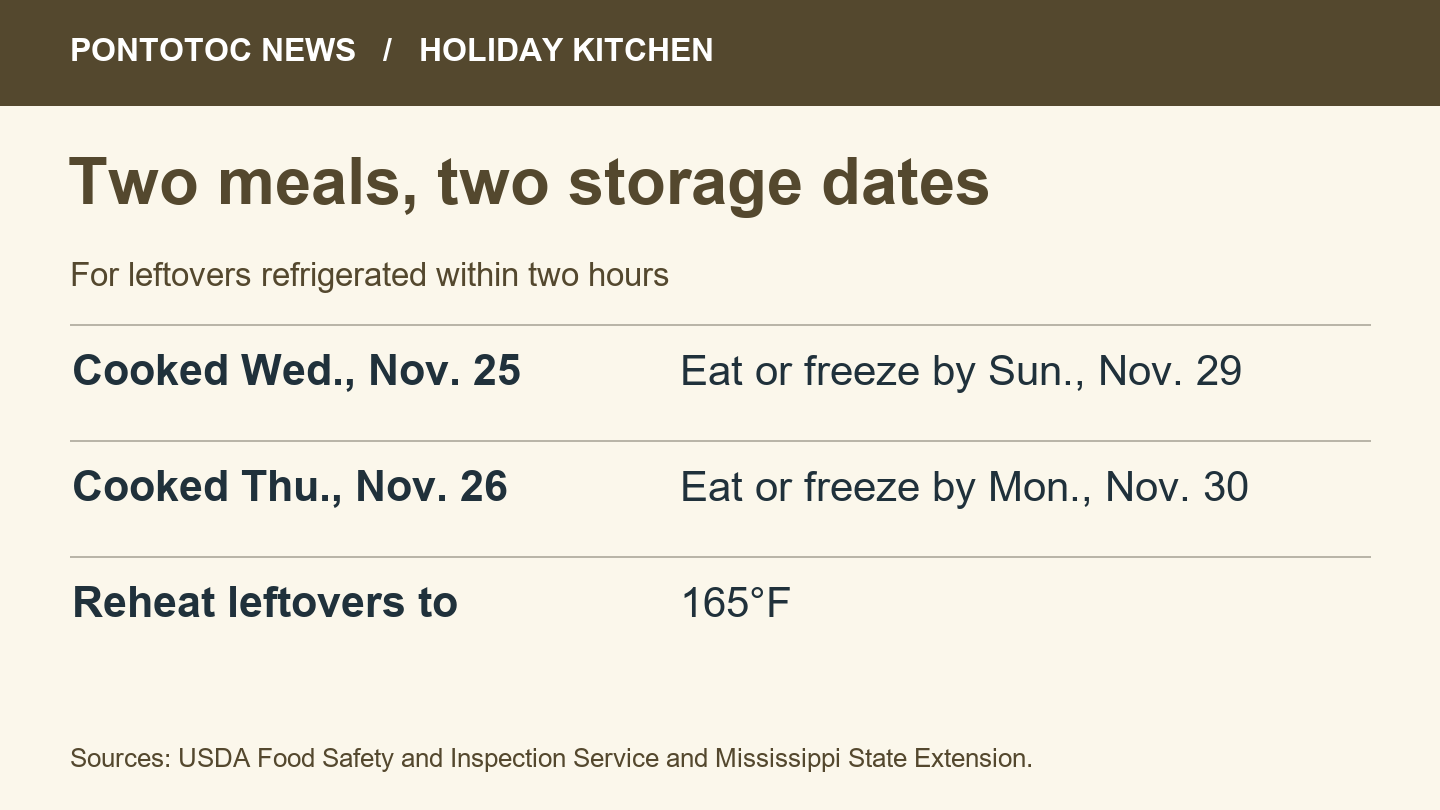 PONTOTOC NEWS / HOLIDAY KITCHEN
Two meals, two storage dates
For leftovers refrigerated within two hours
Cooked Wed., Nov. 25 Eat or freeze by Sun., Nov. 29
Cooked Thu., Nov. 26 Eat or freeze by Mon., Nov. 30
Reheat leftovers to 165°F
Sources: USDA Food Safety and Inspection Service and Mississippi State Extension.